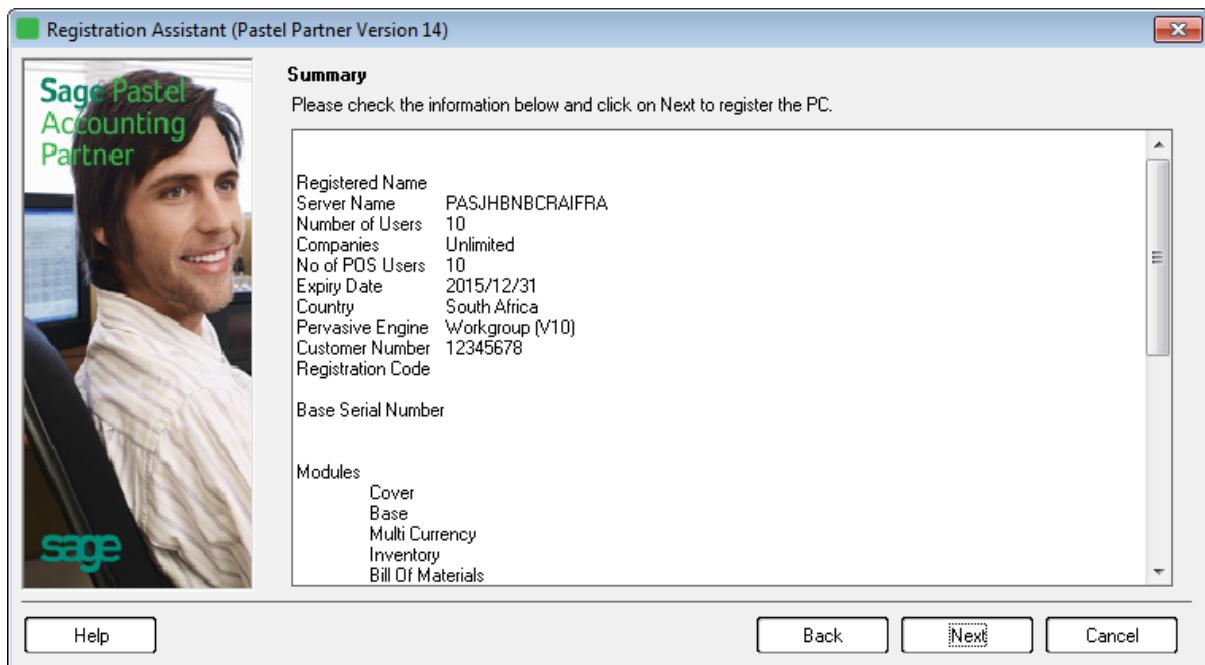 Registration Assistant (Pastel Partner Version 14)
Sage Pastel
Accounting
Partner
sage
Summary
Please check the information below and click on Next to register the PC.
Registered Name
Server Name PASJHBNBCRAIFRA
Number of Users 10
Companies Unlimited
No of POS Users 10
Expiry Date 2015/12/31
Country South Africa
Pervasive Engine Workgroup (V10)
Customer Number 12345678
Registration Code
Base Serial Number
Modules
Cover
Base
Multi Currency
Inventory
Bill Of Materials
Help Back Next Cancel